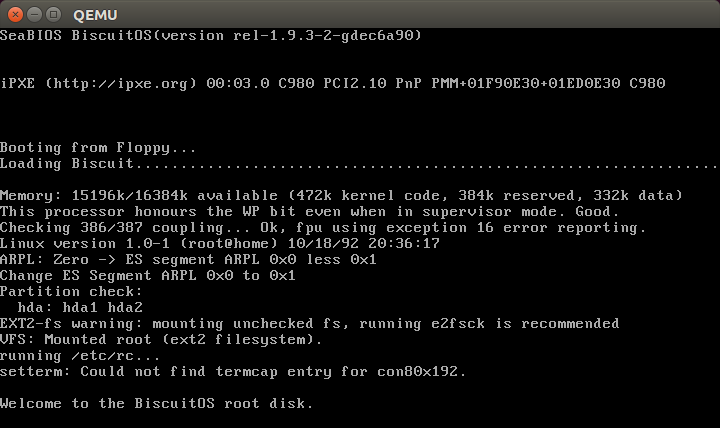 QEMU
SeaBIOS BiscuitOS(version rel-1.9.3-2-gdec6a90)
iPXE (http://ipxe.org) 00:03.0 C980 PCI2.10 PnP PMM+01F90E30+01ED0E30 C980
Booting from Floppy...
Loading Biscuit.........................................................................
Memory: 15196k/16384k available (472k kernel code, 384k reserved, 332k data)
This processor honours the WP bit even when in supervisor mode. Good.
Checking 386/387 coupling... Ok, fpu using exception 16 error reporting.
Linux version 1.0-1 (root@home) 10/18/92 20:36:17
ARPL: Zero -> ES segment ARPL 0x0 less 0x1
Change ES Segment ARPL 0x0 to 0x1
Partition check:
hda: hda1 hda2
EXT2-fs warning: mounting unchecked fs, running e2fsck is recommended
VFS: Mounted root (ext2 filesystem).
running /etc/rc...
setterm: Could not find termcap entry for con80x192.
Welcome to the BiscuitOS root disk.